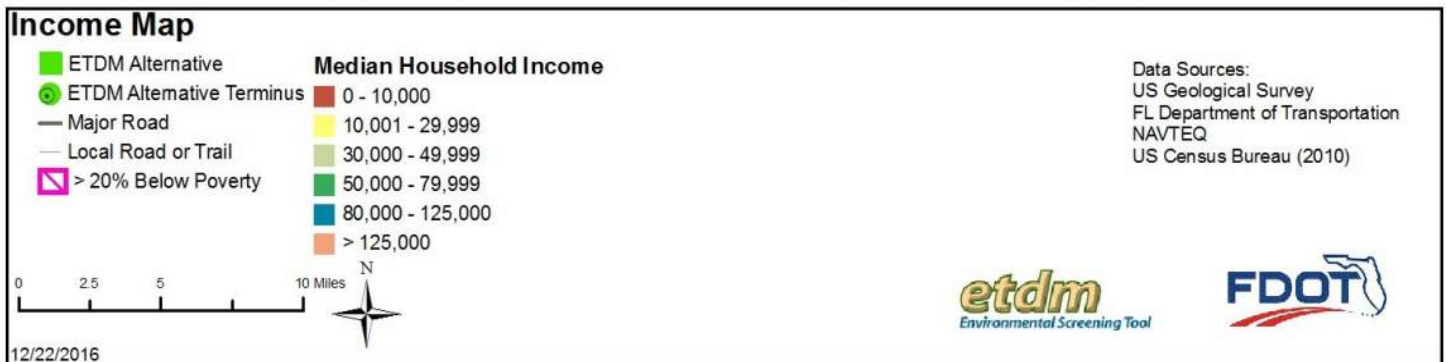 Income Map
ETDM Alternative
ETDM Alternative Terminus
Major Road
Local Road or Trail
> 20% Below Poverty
Median Household Income
0 - 10,000
10,001 - 29,999
30,000 - 49,999
50,000 - 79,999
80,000 - 125,000
> 125,000
Data Sources:
US Geological Survey
FL Department of Transportation
NAVTEQ
US Census Bureau (2010)
0 2.5 5 10 Miles
N
etdm
Environmental Screening Tool
FDOT
12/22/2016